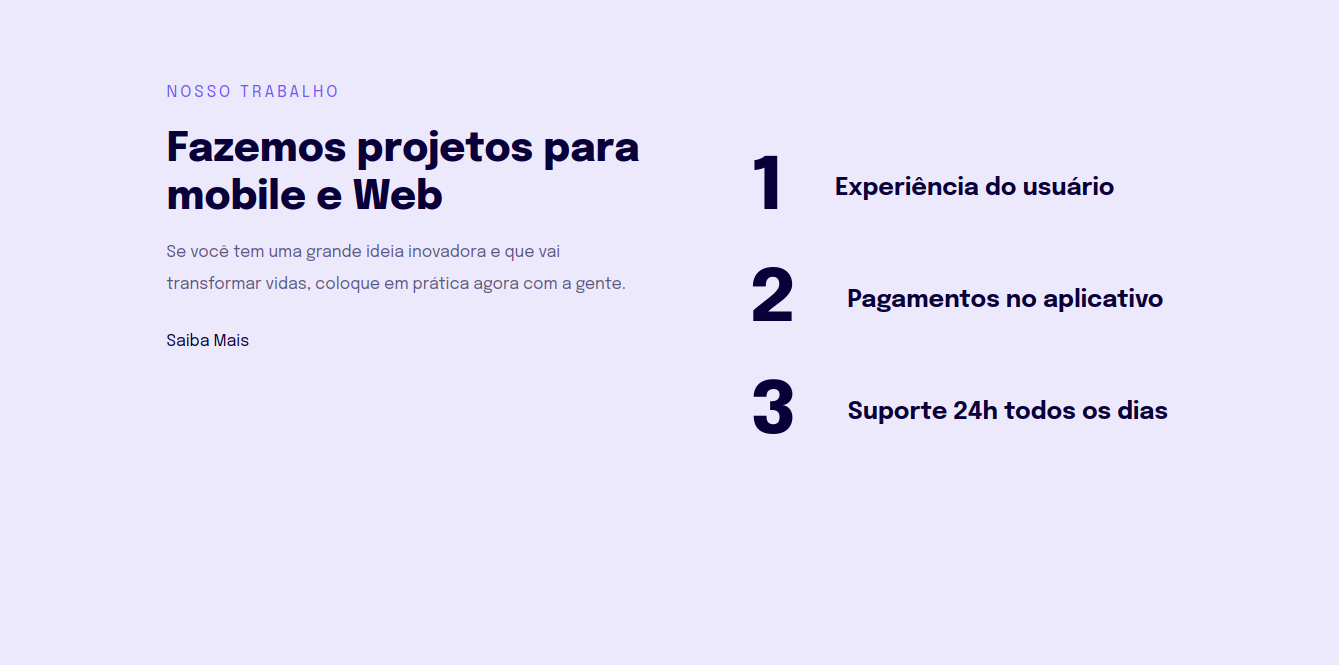 NOSSO TRABALHO
Fazemos projetos para
mobile e Web
Se você tem uma grande ideia inovadora e que vai
transformar vidas, coloque em prática agora com a gente.
Saiba Mais
1 Experiência do usuário
2 Pagamentos no aplicativo
3 Suporte 24h todos os dias